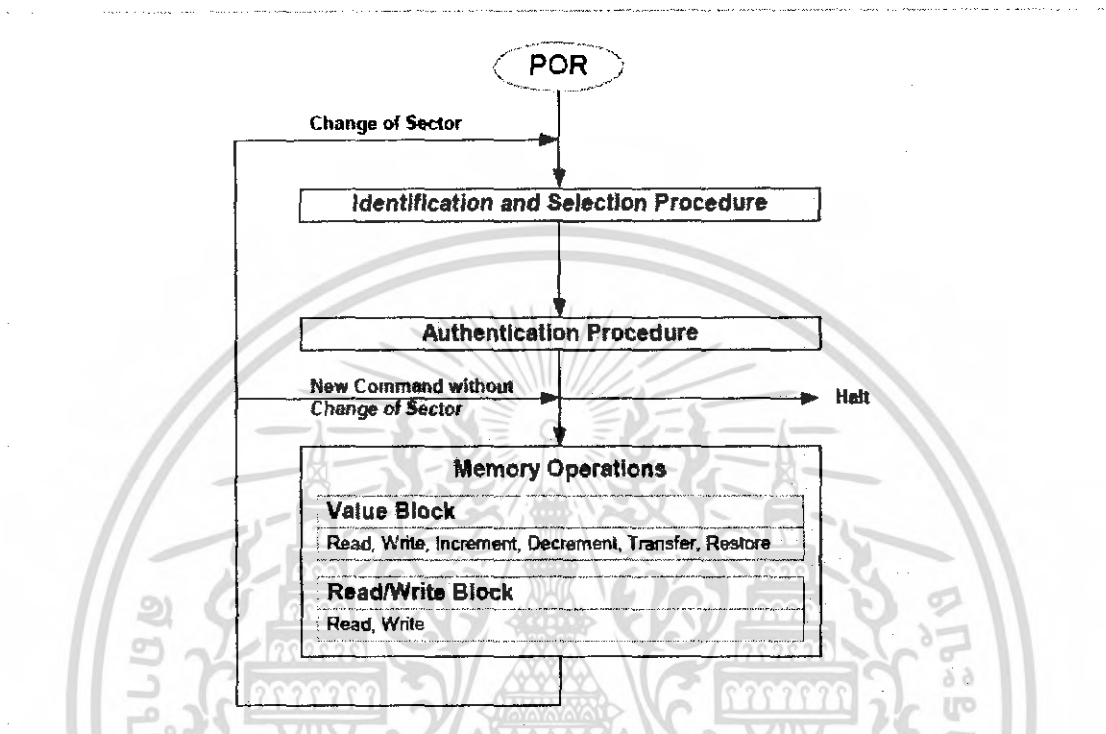 POR
Change of Sector
Identification and Selection Procedure
Authentication Procedure
New Command without
Change of Sector
Halt
Memory Operations
Value Block
Read, Write, Increment, Decrement, Transfer, Restore
Read/Write Block
Read, Write